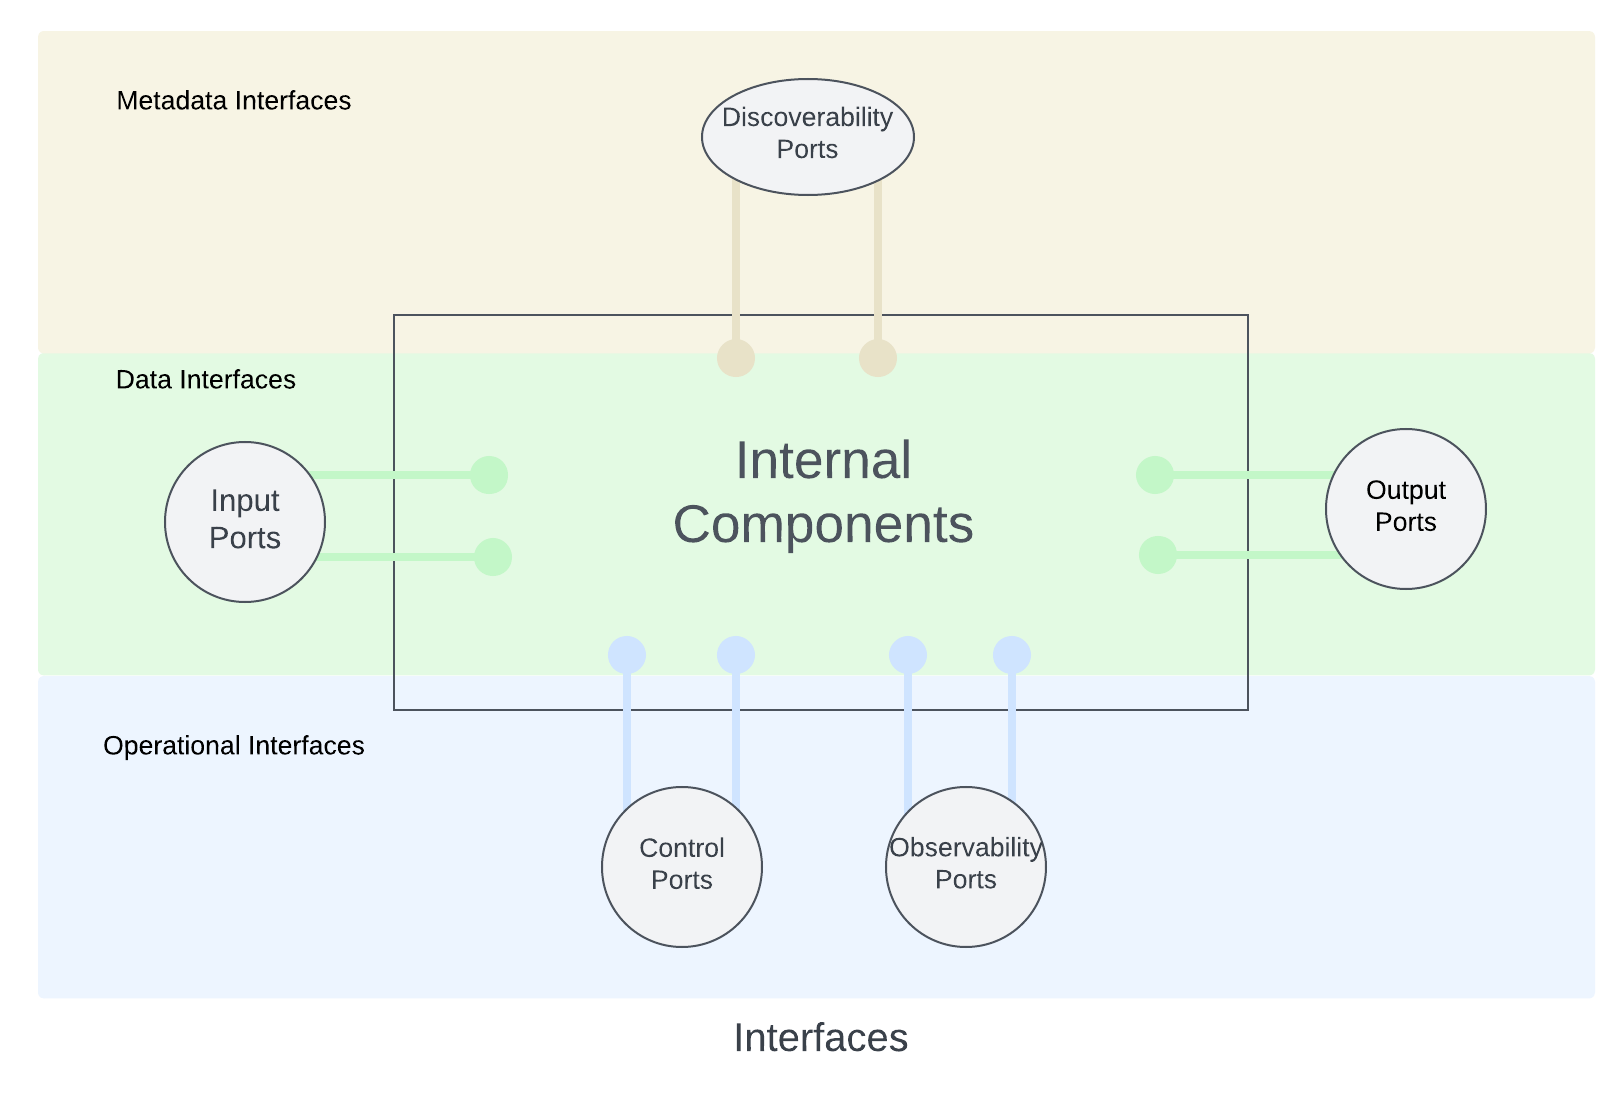 Metadata Interfaces
Discoverability
Ports
Data Interfaces
Input
Ports
Internal
Components
Output
Ports
Operational Interfaces
Control
Ports
Observability
Ports
Interfaces